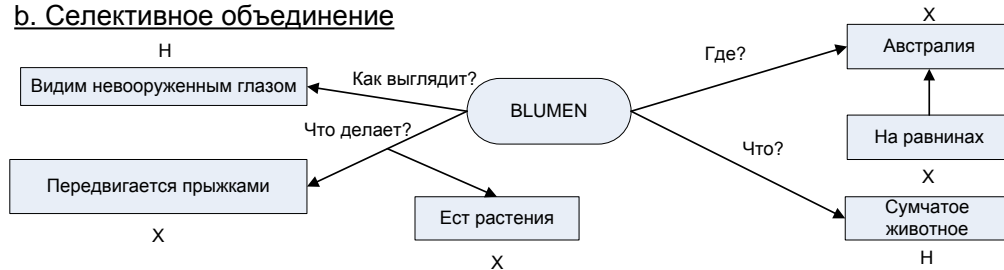 b. Селективное объединение
Н
Видим невооруженным глазом
Как выглядит?
Что делает?
Передвигается прыжками
Х
Ест растения
Х
BLUMEN
Где?
Х
Австралия
На равнинах
Х
Что?
Сумчатое
животное
Н